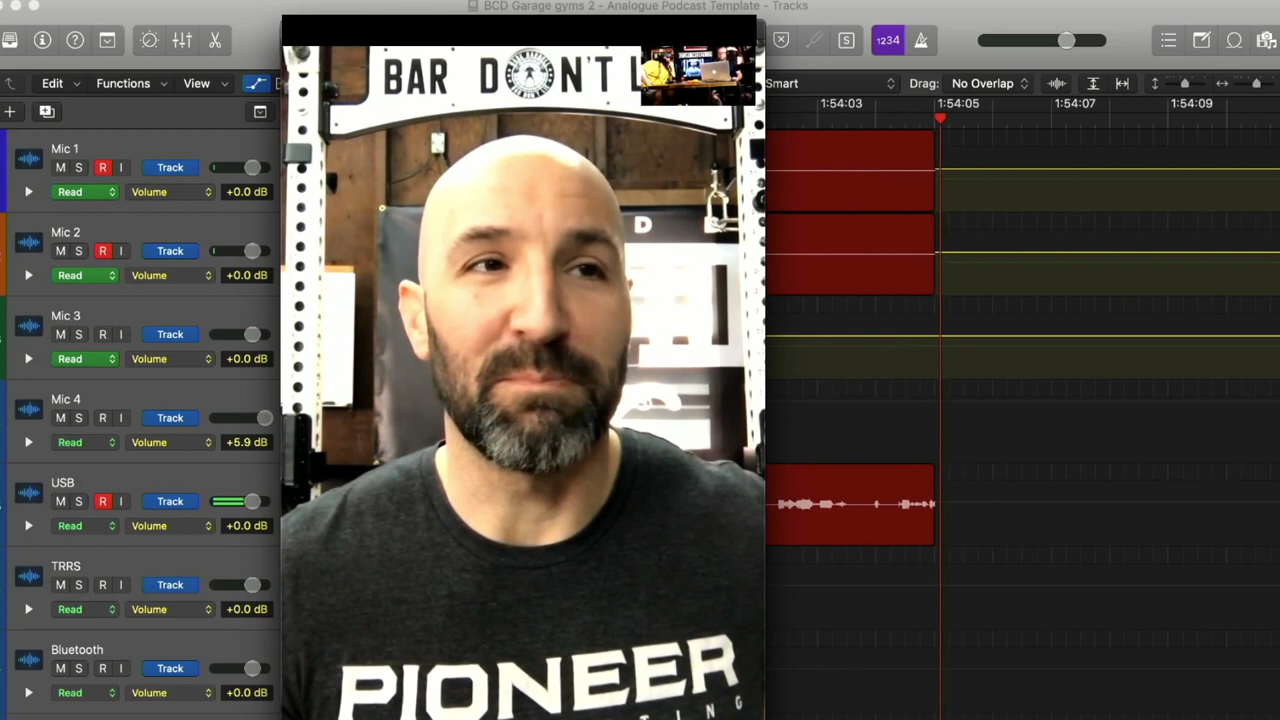 BCD Garage gyms 2 - Analogue Podcast Template - Tracks
1234
Edit Functions View
Smart
Drag: No Overlap
1:54:03 1:54:05 1:54:07 1:54:09
Mic 1
M S R I Track
Read Volume +0.0 dB
Mic 2
M S R I Track
Read Volume +0.0 dB
Mic 3
M S R I Track
Read Volume +0.0 dB
Mic 4
M S R I Track
Read Volume +5.9 dB
USB
M S R I Track
Read Volume +0.0 dB
TRRS
M S R I Track
Read Volume +0.0 dB
Bluetooth
M S R I Track
Read Volume +0.0 dB
BAR DON'T L
D
PIONEER